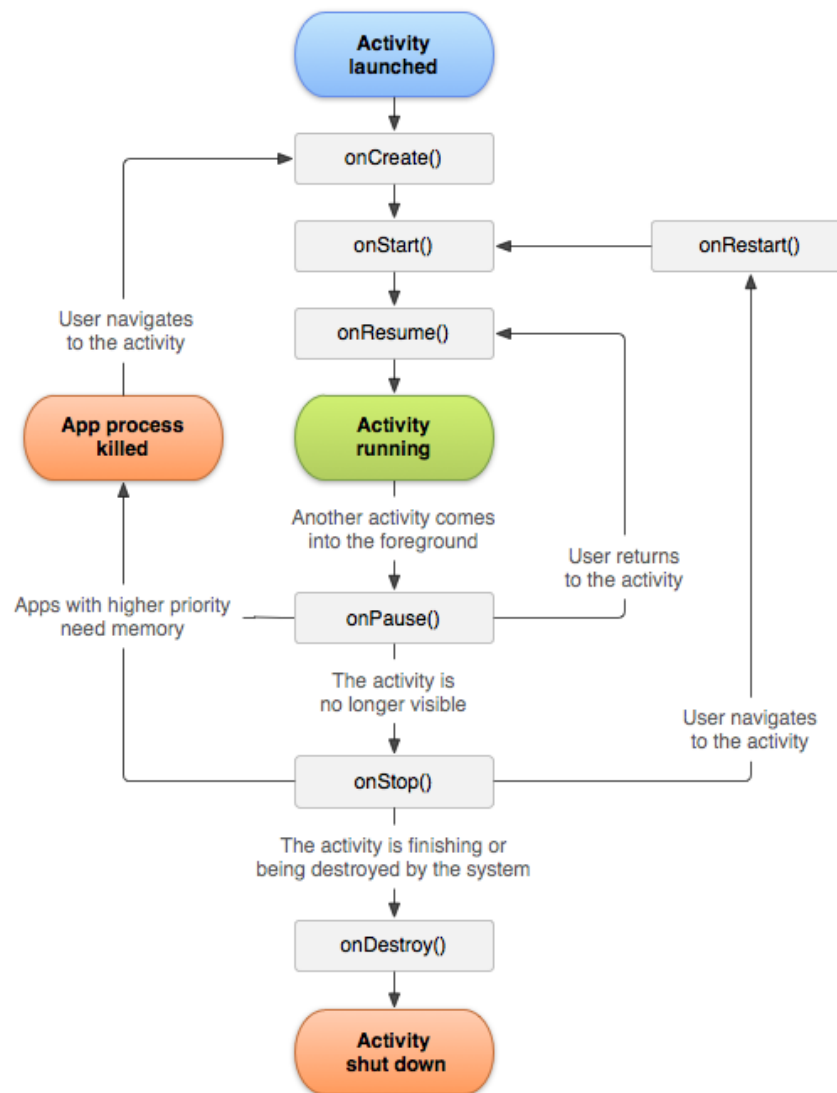 Activity
launched
onCreate()
onStart()
onRestart()
User navigates
to the activity
onResume()
App process
killed
Activity
running
Another activity comes
into the foreground
User returns
to the activity
Apps with higher priority
need memory
onPause()
The activity is
no longer visible
User navigates
to the activity
onStop()
The activity is finishing or
being destroyed by the system
onDestroy()
Activity
shut down